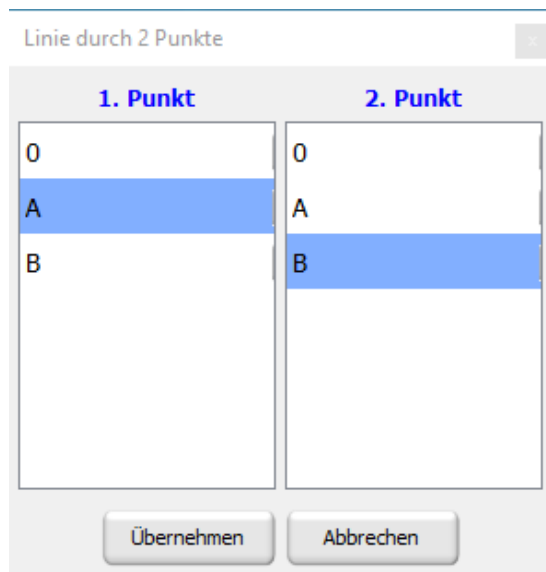 Linie durch 2 Punkte x
1. Punkt 2. Punkt
0 0
A A
B B
Übernehmen Abbrechen